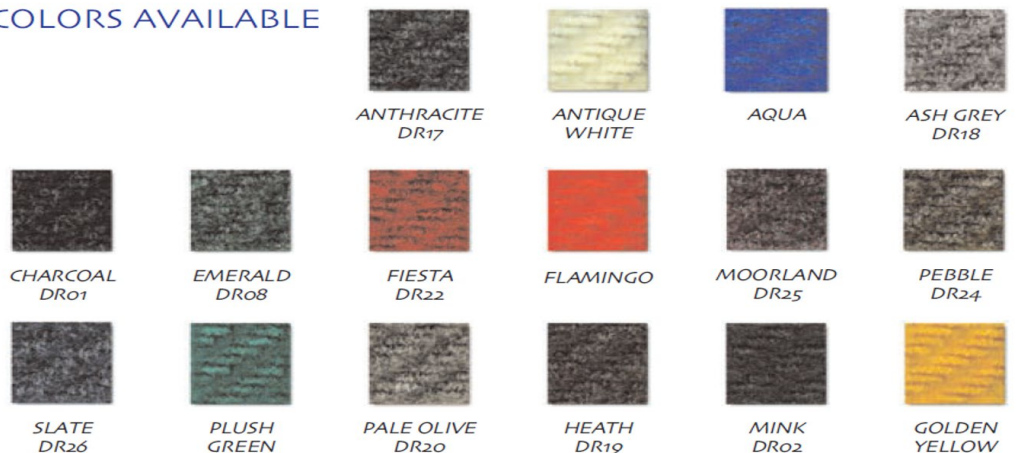 COLORS AVAILABLE
ANTHRACITE
DR17
ANTIQUE
WHITE
AQUA
ASH GREY
DR18
CHARCOAL
DR01
EMERALD
DR08
FIESTA
DR22
FLAMINGO
MOORLAND
DR25
PEBBLE
DR24
SLATE
DR26
PLUSH
GREEN
PALE OLIVE
DR20
HEATH
DR19
MINK
DR02
GOLDEN
YELLOW